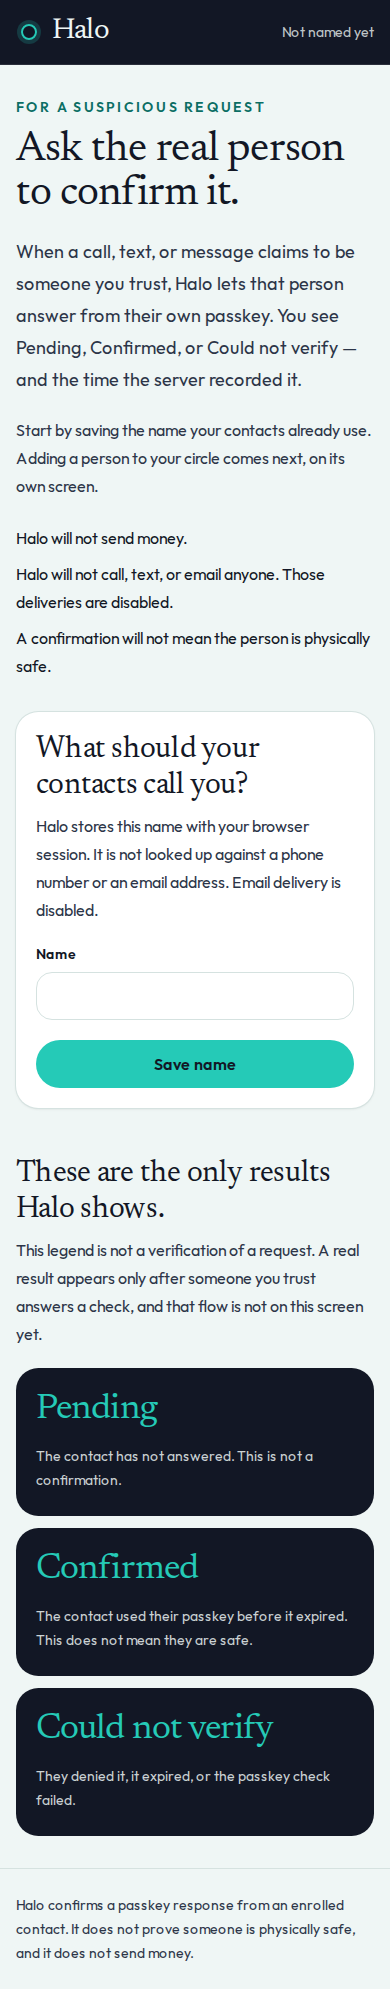 Halo
Not named yet
FOR A SUSPICIOUS REQUEST
Ask the real person
to confirm it.
When a call, text, or message claims to be
someone you trust, Halo lets that person
answer from their own passkey. You see
Pending, Confirmed, or Could not verify —
and the time the server recorded it.
Start by saving the name your contacts already use.
Adding a person to your circle comes next, on its
own screen.
Halo will not send money.
Halo will not call, text, or email anyone. Those
deliveries are disabled.
A confirmation will not mean the person is physically
safe.
What should your
contacts call you?
Halo stores this name with your browser
session. It is not looked up against a phone
number or an email address. Email delivery is
disabled.
Name
Save name
These are the only results
Halo shows.
This legend is not a verification of a request. A real
result appears only after someone you trust
answers a check, and that flow is not on this screen
yet.
Pending
The contact has not answered. This is not a
confirmation.
Confirmed
The contact used their passkey before it expired.
This does not mean they are safe.
Could not verify
They denied it, it expired, or the passkey check
failed.
Halo confirms a passkey response from an enrolled
contact. It does not prove someone is physically safe,
and it does not send money.